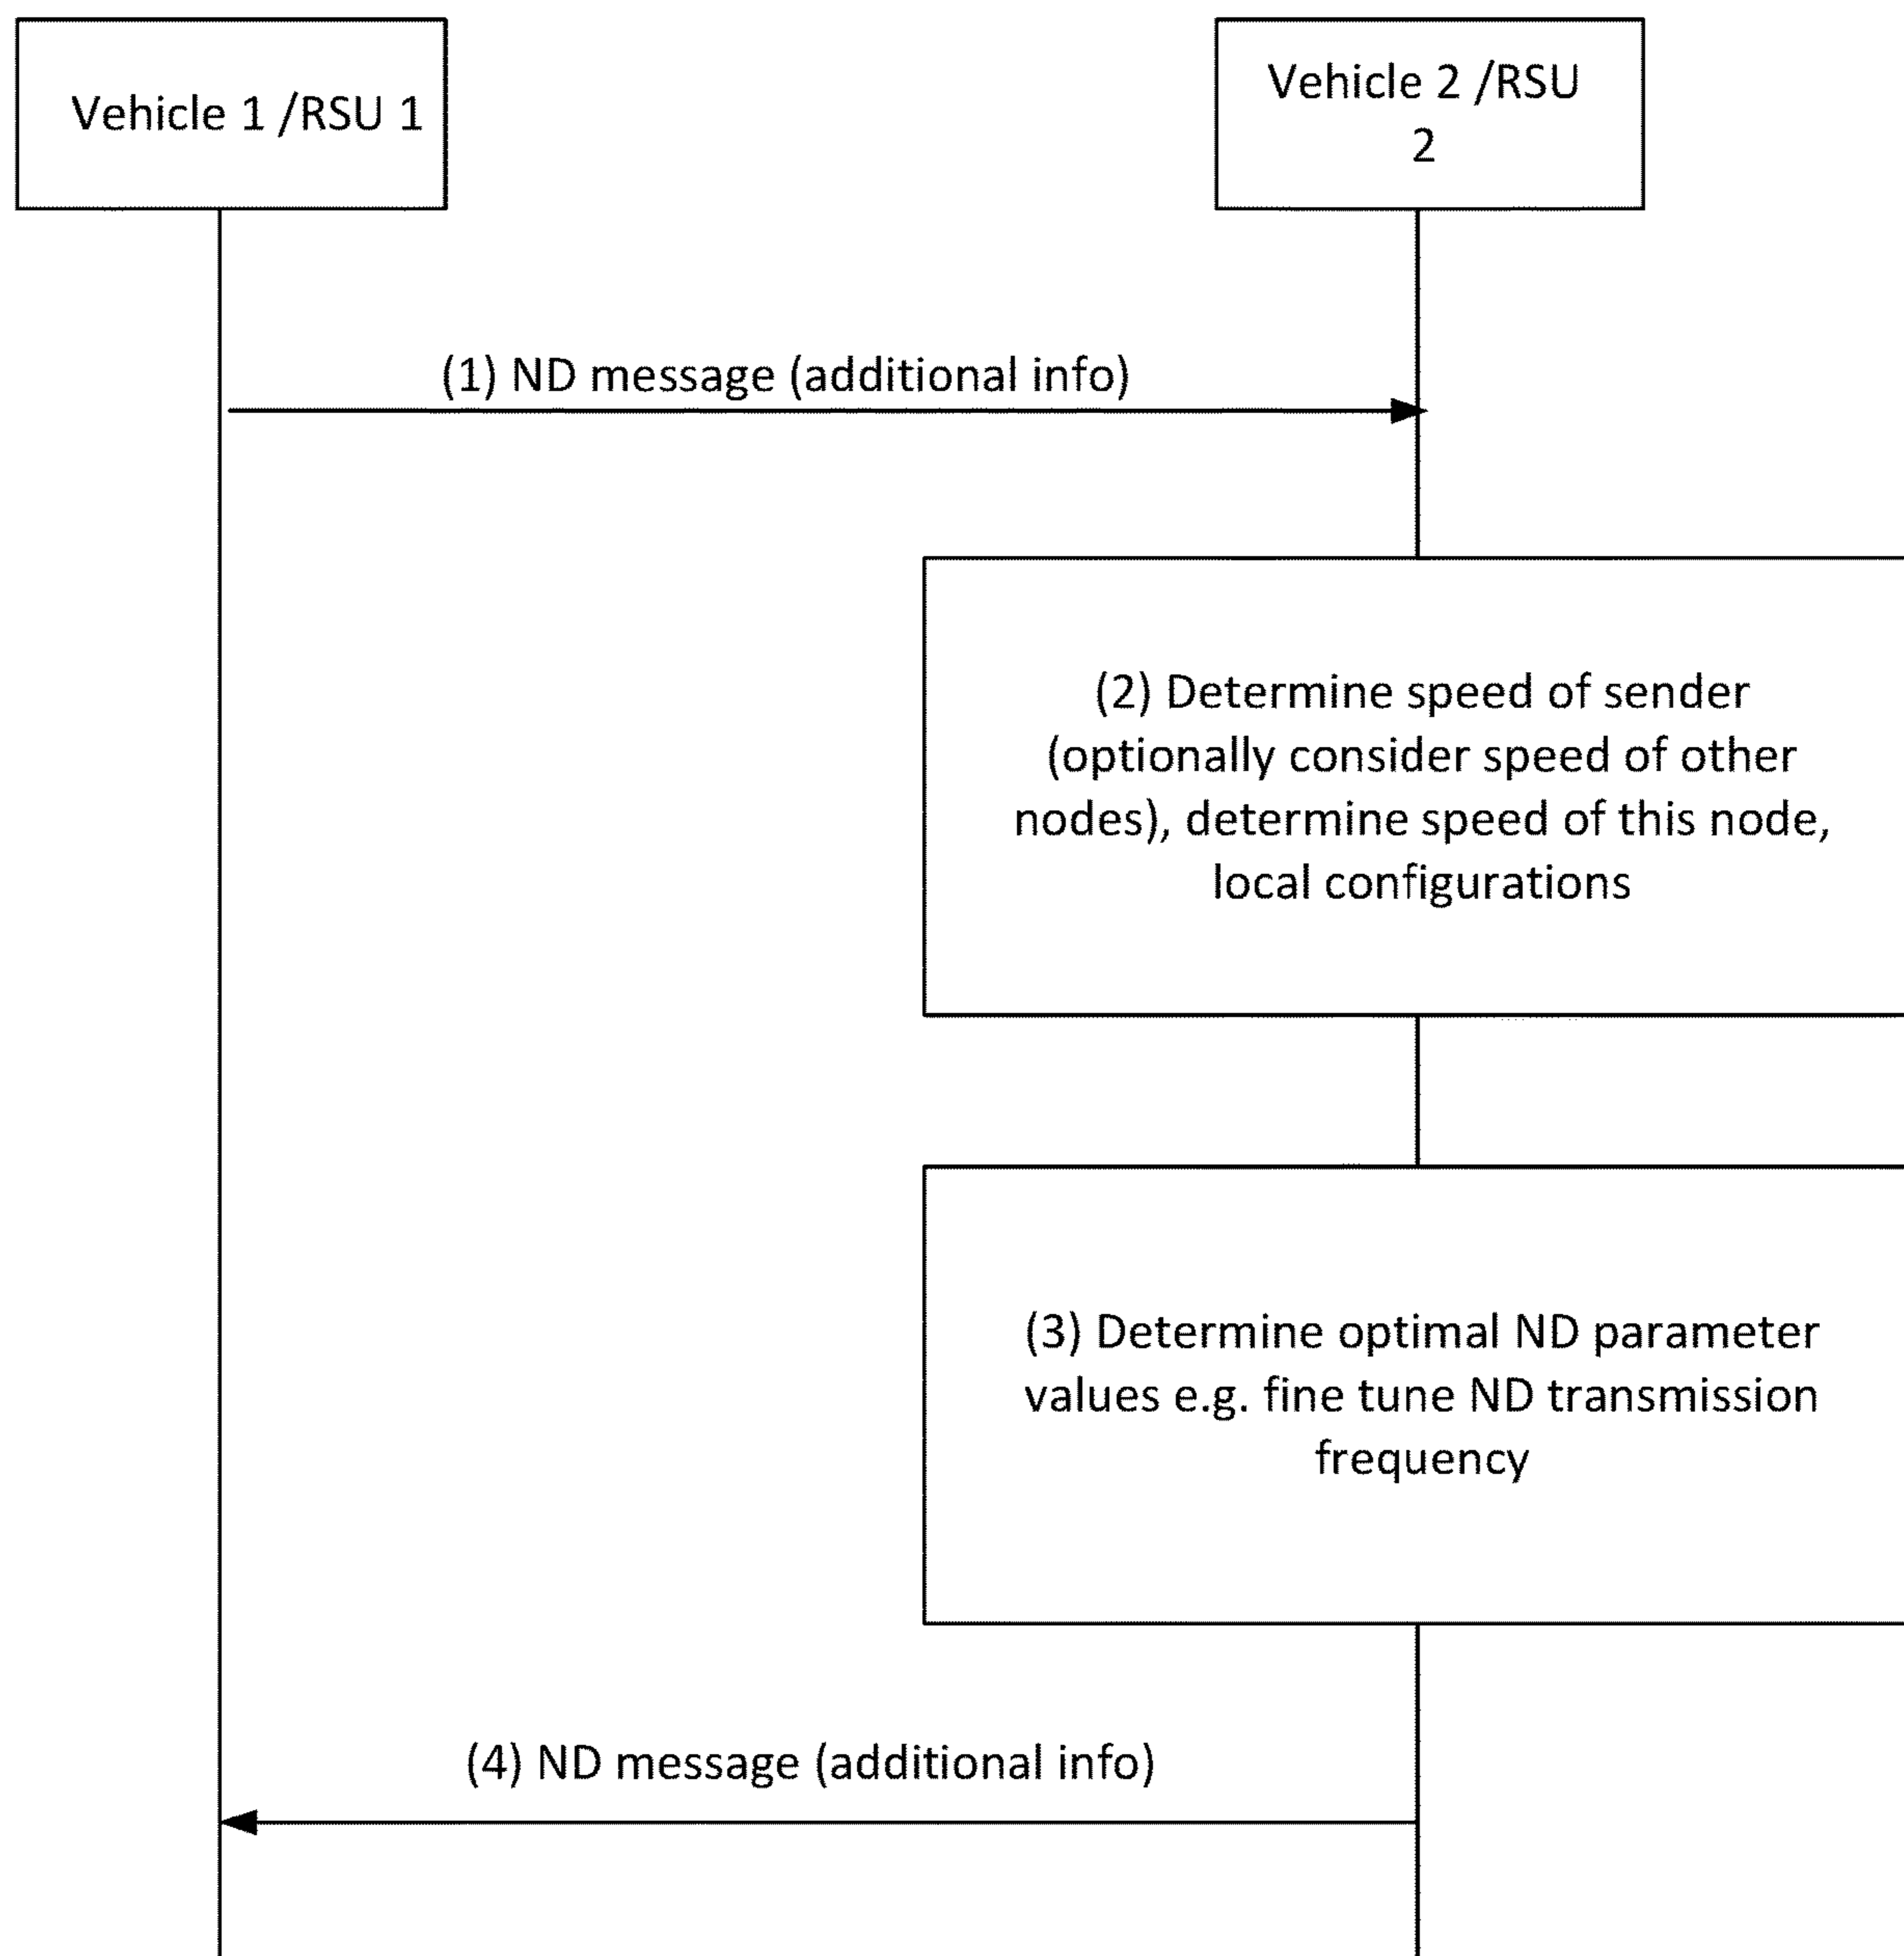 Vehicle 1 /RSU 1
Vehicle 2 /RSU
2
(1) ND message (additional info)
(2) Determine speed of sender
(optionally consider speed of other
nodes), determine speed of this node,
local configurations
(3) Determine optimal ND parameter
values e.g. fine tune ND transmission
frequency
(4) ND message (additional info)